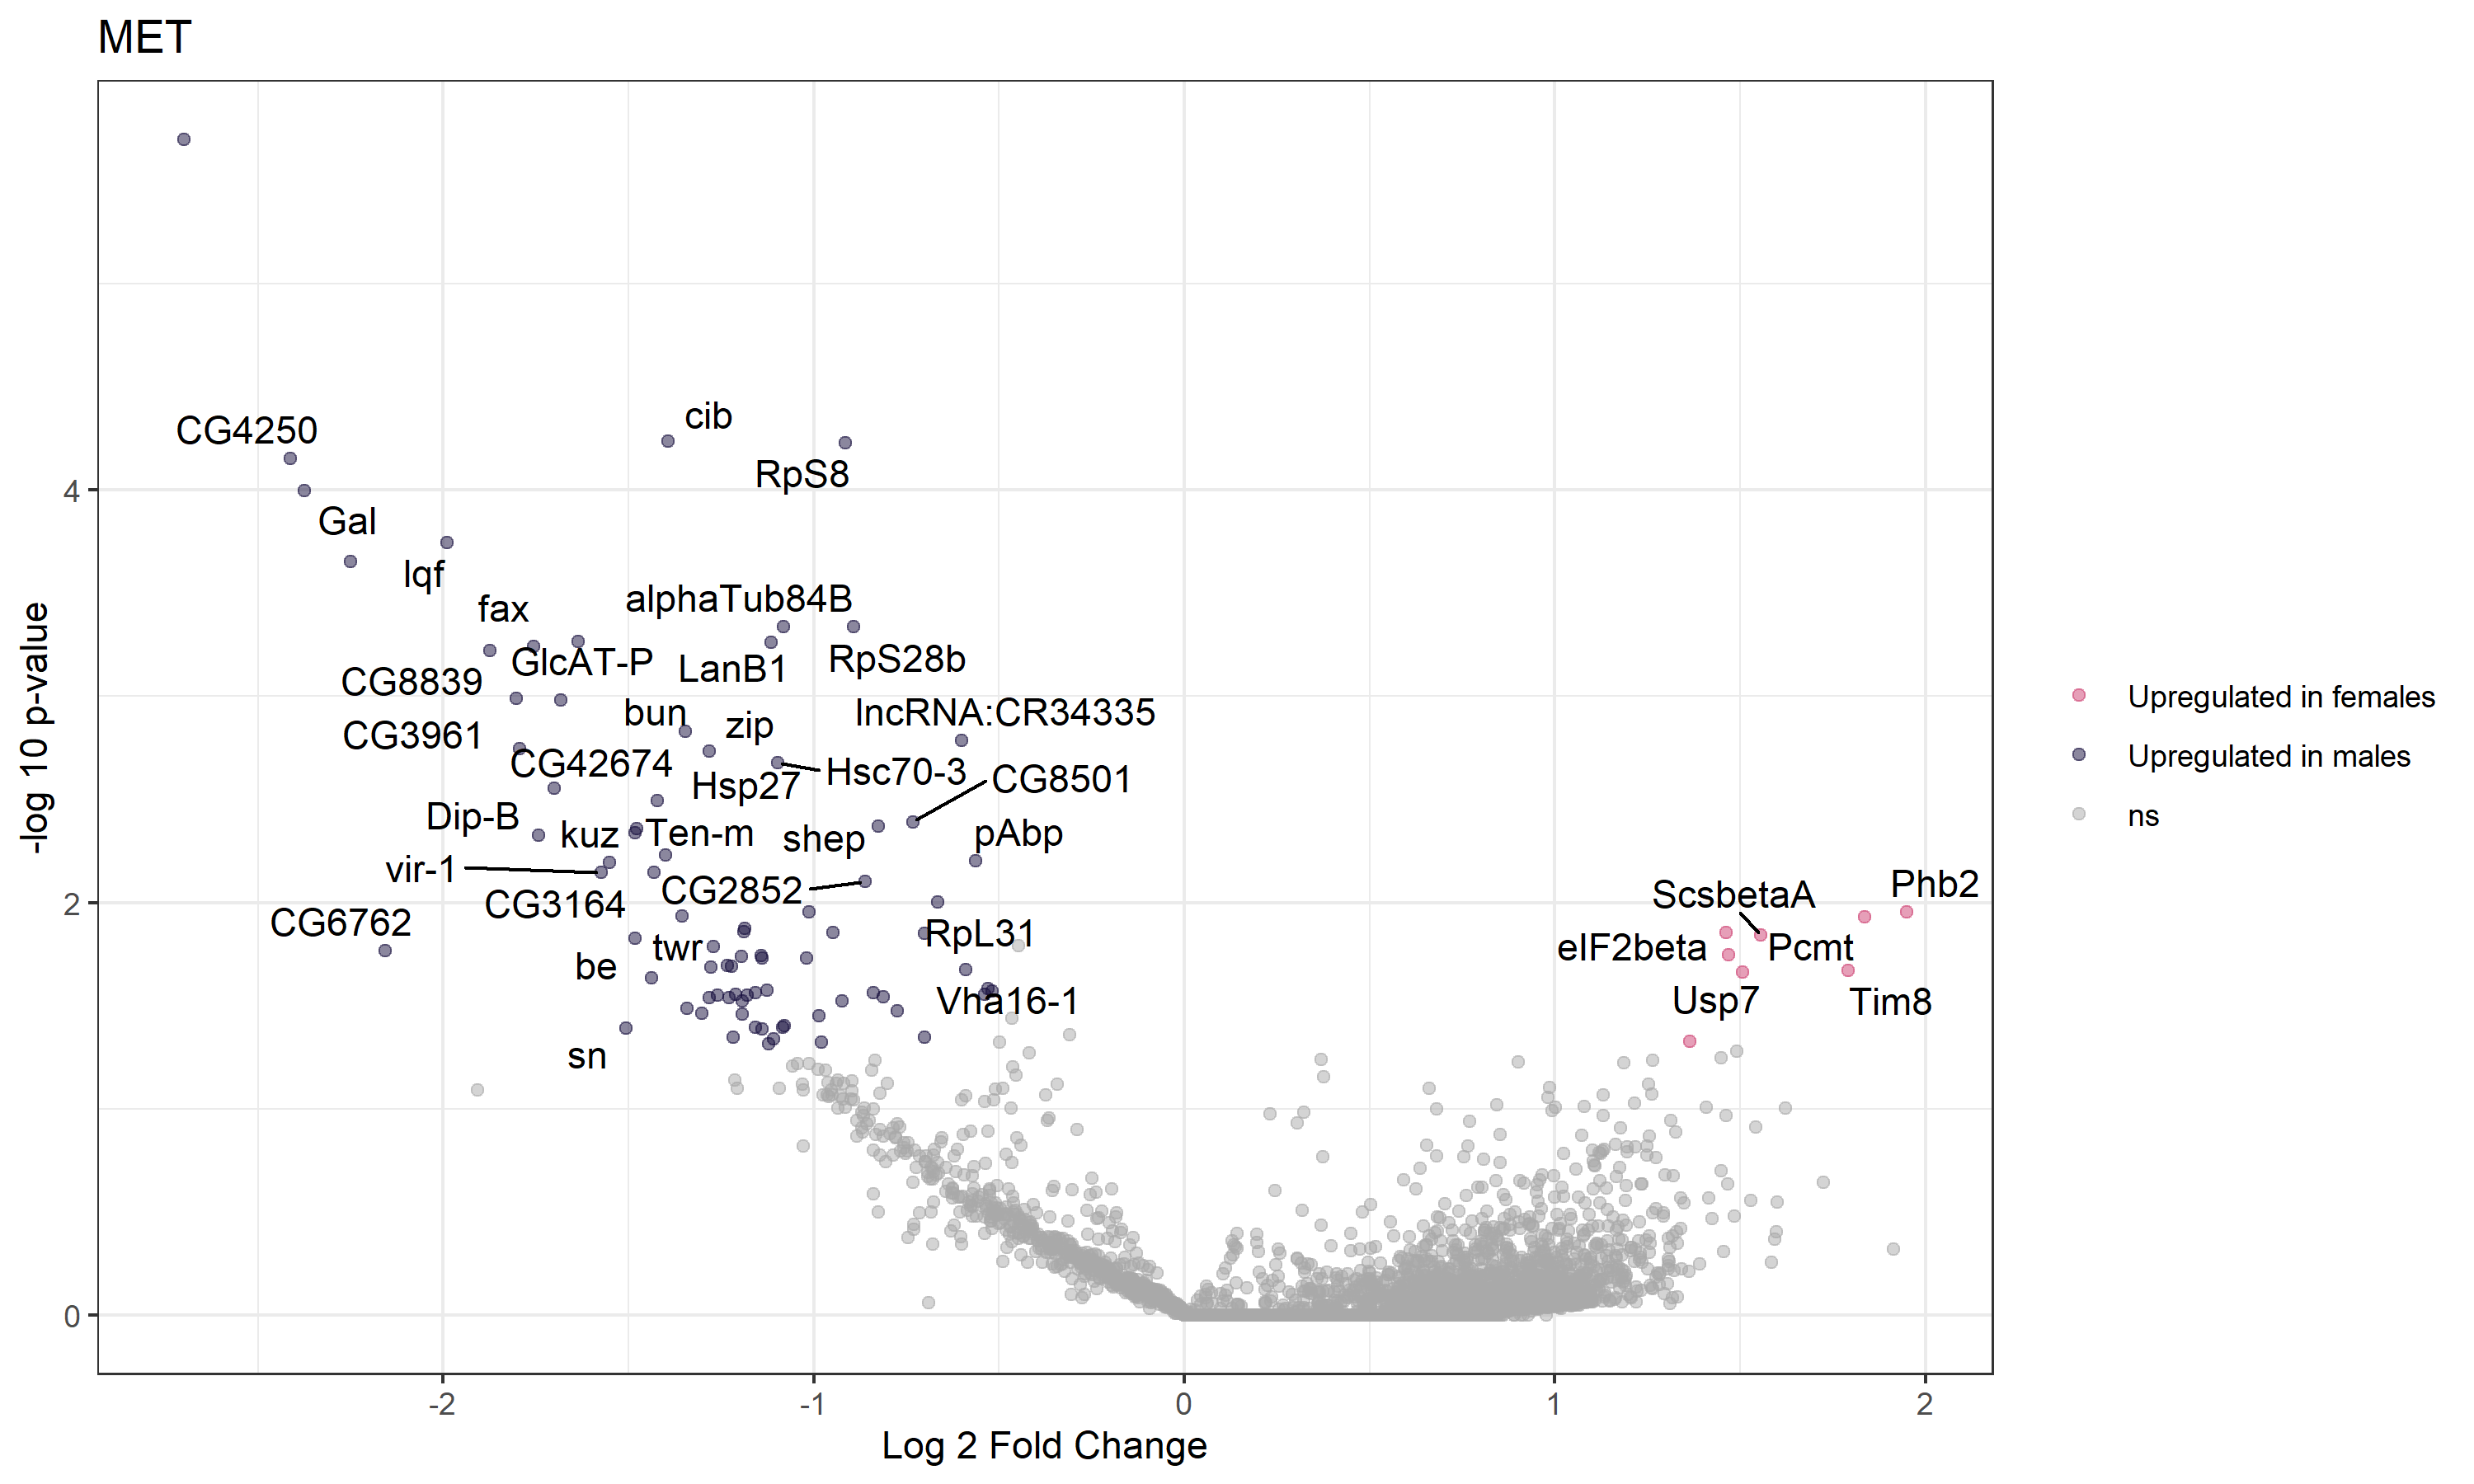 MET
CG4250
cib
RpS8
Gal
lqf
fax
alphaTub84B
GlcAT-P
LanB1
RpS28b
CG8839
bun
lncRNA:CR34335
CG3961
zip
CG42674
Hsp27
Hsc70-3
CG8501
Dip-B
kuz
Ten-m
shep
pAbp
vir-1
CG3164
CG2852
CG6762
twr
RpL31
be
Vha16-1
sn
ScsbetaA
Phb2
eIF2beta
Pcmt
Usp7
Tim8
4
2
0
-log 10 p-value
-2
-1
0
1
2
Log 2 Fold Change
Upregulated in females
Upregulated in males
ns